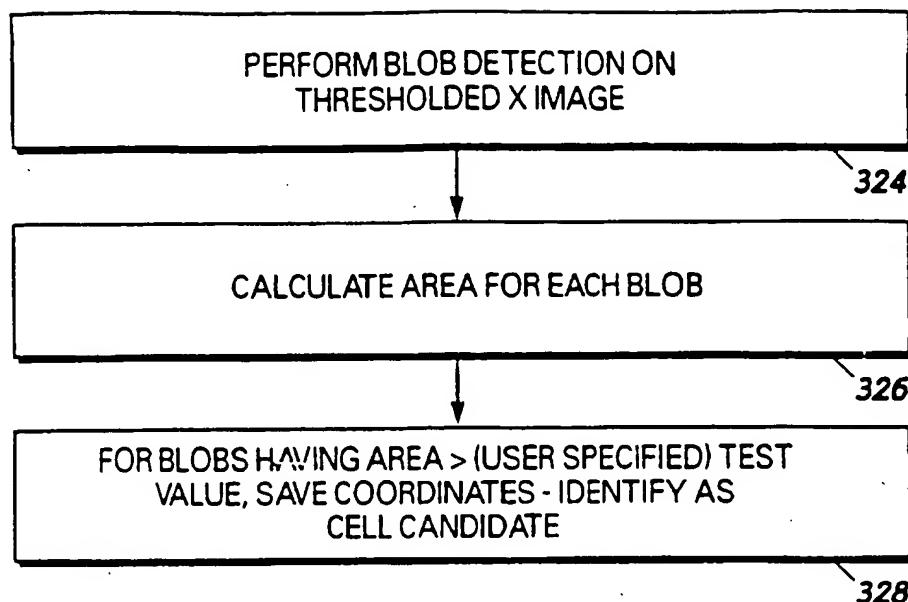 PERFORM BLOB DETECTION ON
THRESHOLDED X IMAGE
324
CALCULATE AREA FOR EACH BLOB
326
FOR BLOBS HAVING AREA > (USER SPECIFIED) TEST
VALUE, SAVE COORDINATES - IDENTIFY AS
CELL CANDIDATE
328